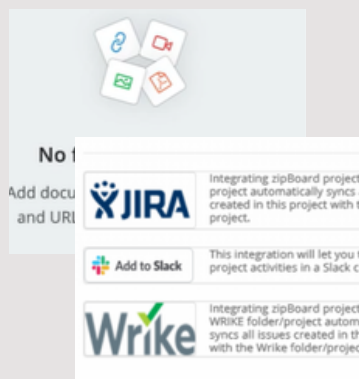 No f
Add docu
and URL
JIRA
Integrating zipBoard project
project automatically syncs
created in this project with t
project.
Add to Slack
This integration will let you t
project activities in a Slack c
Wrike
Integrating zipBoard project
WRIKE folder/project autom
syncs all issues created in th
with the Wrike folder/projec